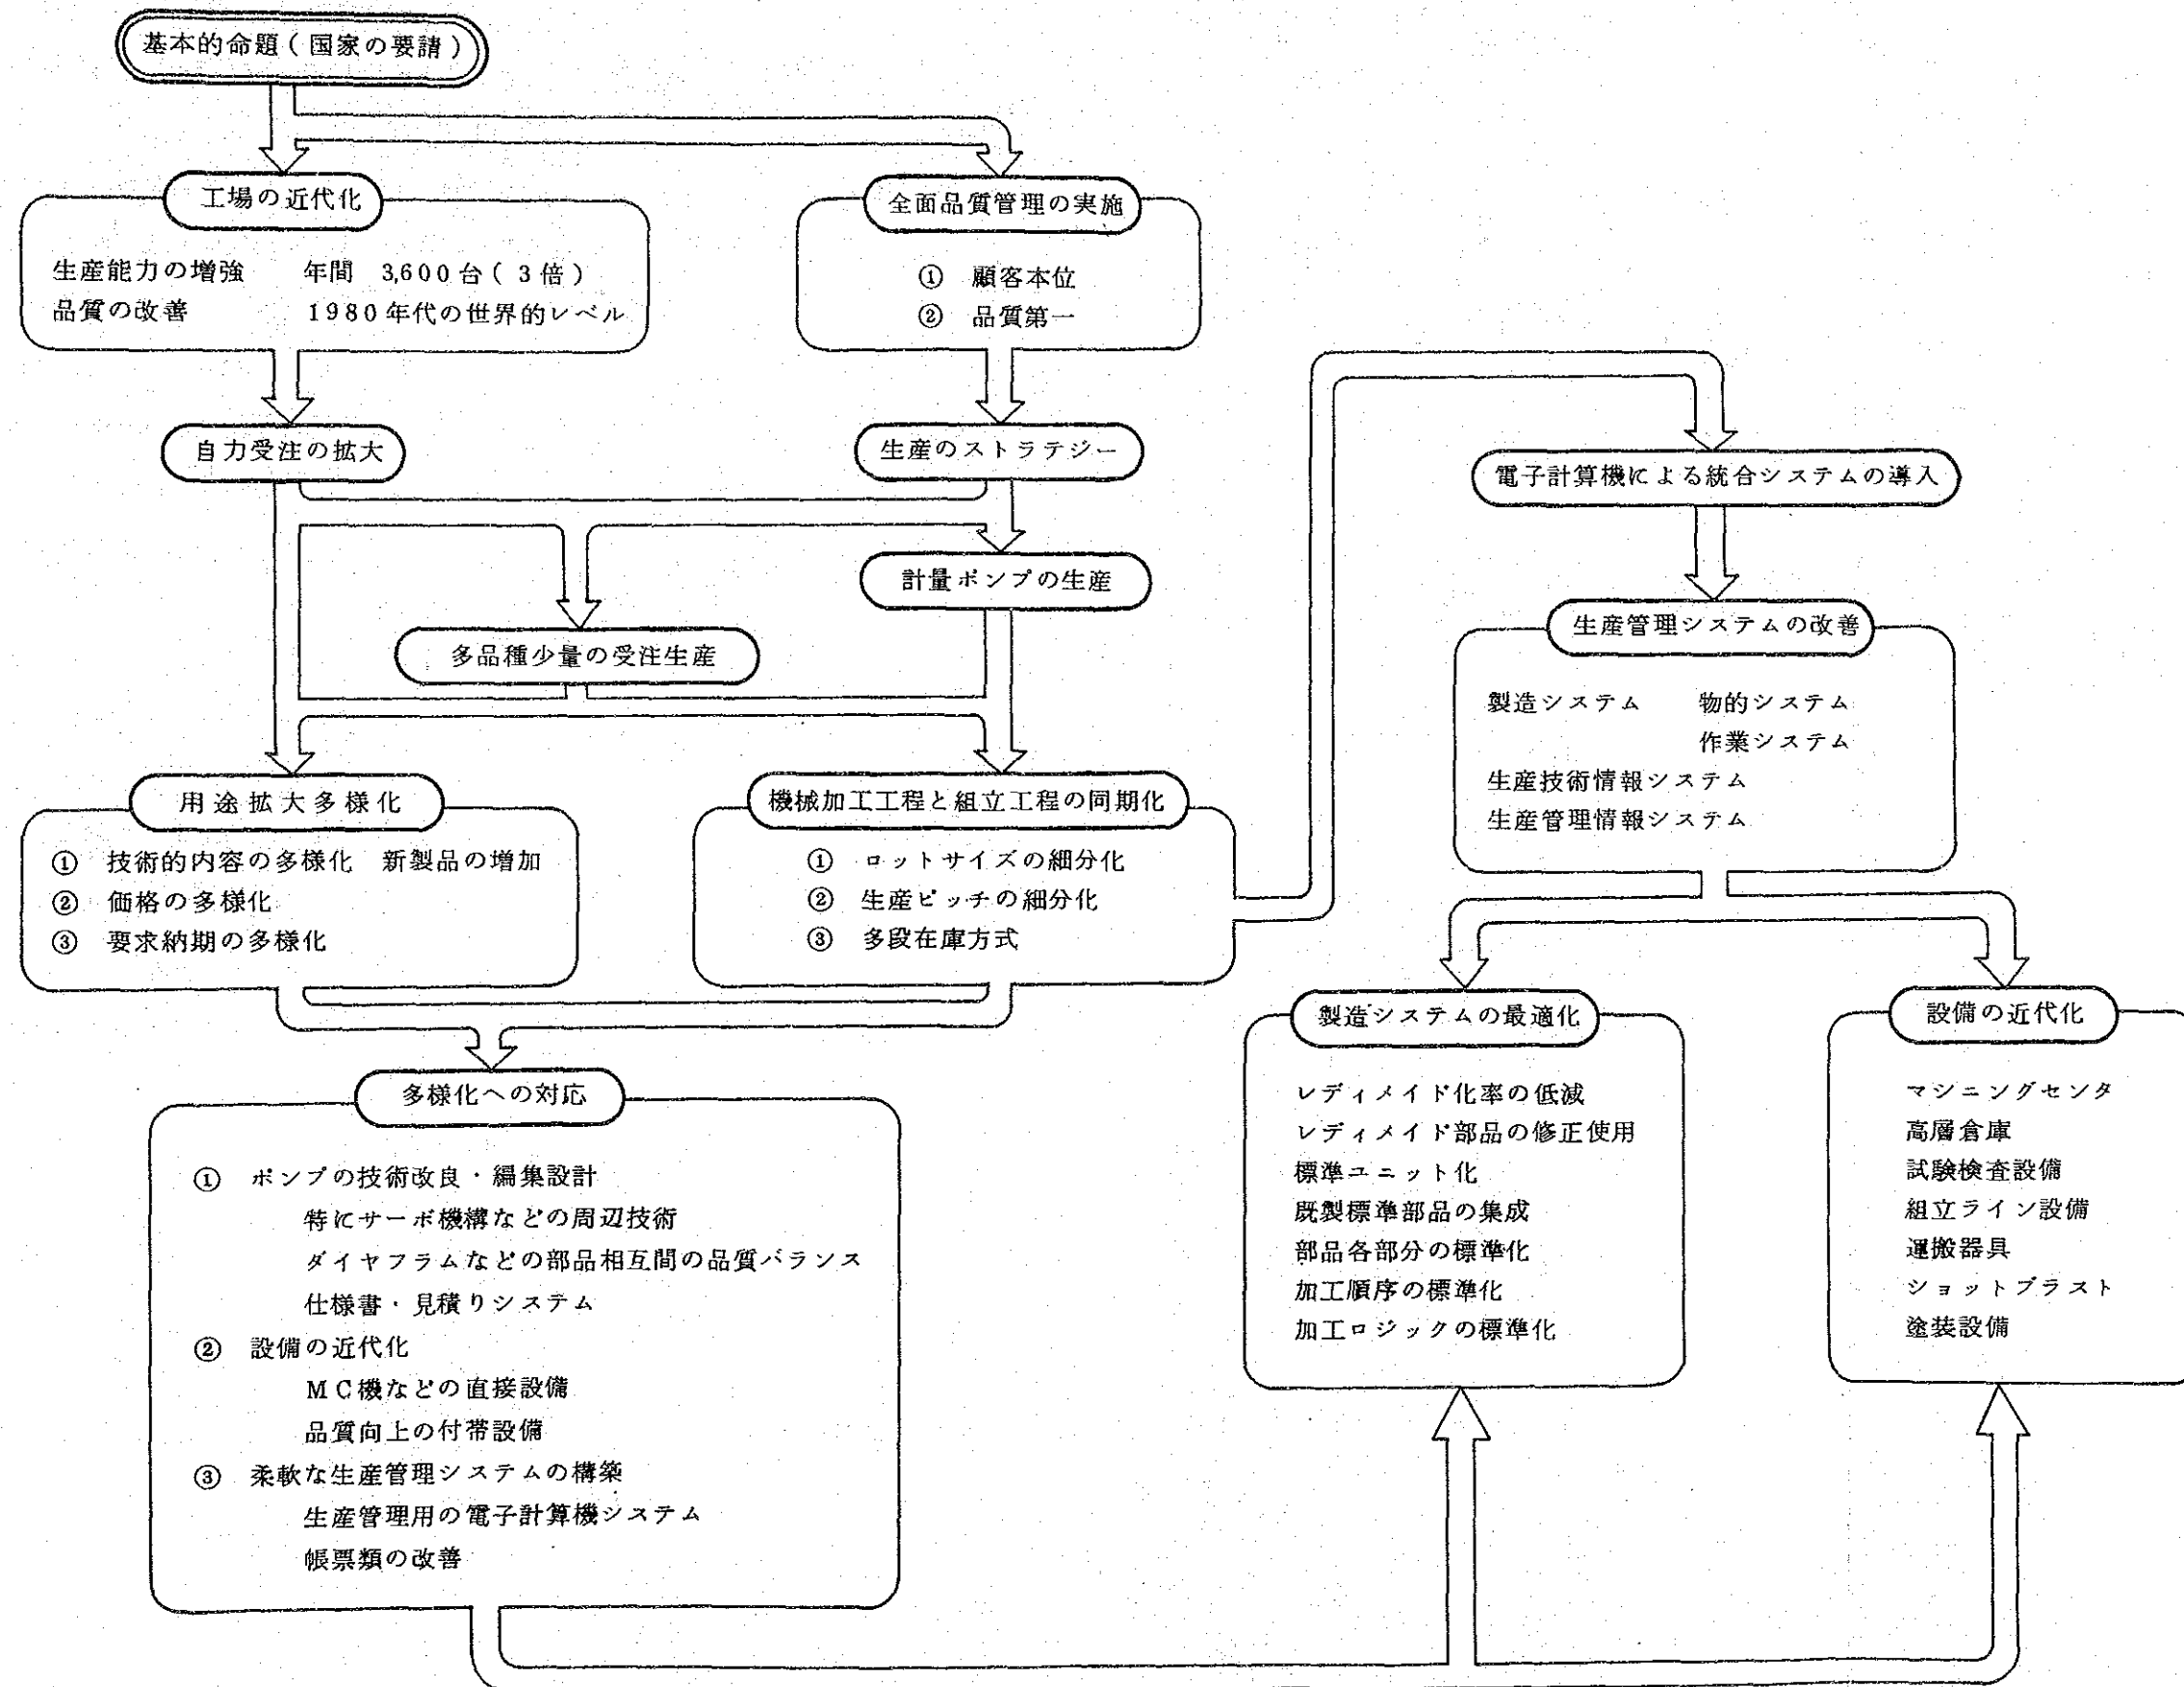 基本的命題（国家の要請）
工場の近代化
生産能力の増強　年間 3,600台（3倍）
品質の改善　1980年代の世界的レベル
全面品質管理の実施
① 顧客本位
② 品質第一
自力受注の拡大
生産のストラテジー
計量ポンプの生産
多品種少量の受注生産
用途拡大多様化
① 技術的内容の多様化　新製品の増加
② 価格の多様化
③ 要求納期の多様化
機械加工工程と組立工程の同期化
① ロットサイズの細分化
② 生産ピッチの細分化
③ 多段在庫方式
多様化への対応
① ポンプの技術改良・編集設計
特にサーボ機構などの周辺技術
ダイヤフラムなどの部品相互間の品質バランス
仕様書・見積りシステム
② 設備の近代化
MC機などの直接設備
品質向上の付帯設備
③ 柔軟な生産管理システムの構築
生産管理用の電子計算機システム
帳票類の改善
電子計算機による統合システムの導入
生産管理システムの改善
製造システム　物的システム
作業システム
生産技術情報システム
生産管理情報システム
製造システムの最適化
レディメイド化率の低減
レディメイド部品の修正使用
標準ユニット化
既製標準部品の集成
部品各部分の標準化
加工順序の標準化
加工ロジックの標準化
設備の近代化
マシニングセンタ
高層倉庫
試験検査設備
組立ライン設備
運搬器具
ショットブラスト
塗装設備